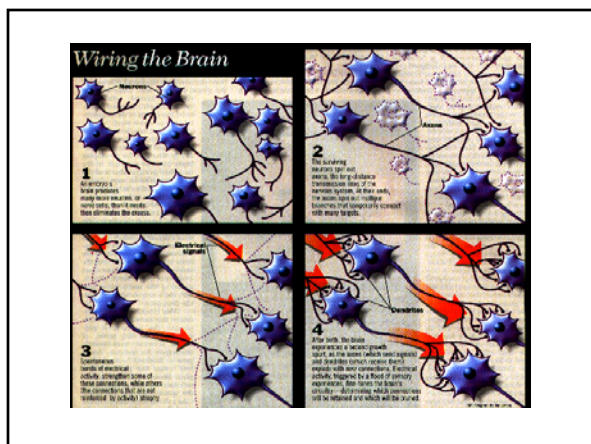 Wiring the Brain
Neurons
1
An embryo's
brain produces
many more neurons, or
nerve cells, than it needs,
then eliminates the excess.
Axons
2
The surviving
neurons spin out
axons, the long-distance
transmission lines of the
nervous system. At their ends,
the axons spin out multiple
branches that temporarily connect
with many targets.
Electrical
signals
3
Spontaneous
bursts of electrical
activity strengthen some of
these connections, while others
(the connections that are not
reinforced by activity) atrophy.
Dendrites
4
After birth, the brain
experiences a second growth
spurt, as the axons (which send signals)
and dendrites (which receive them)
explode with new connections. Electrical
activity, triggered by a flood of sensory
experiences, fine-tunes the brain's
circuitry – determining which connections
will be retained and which will be pruned.